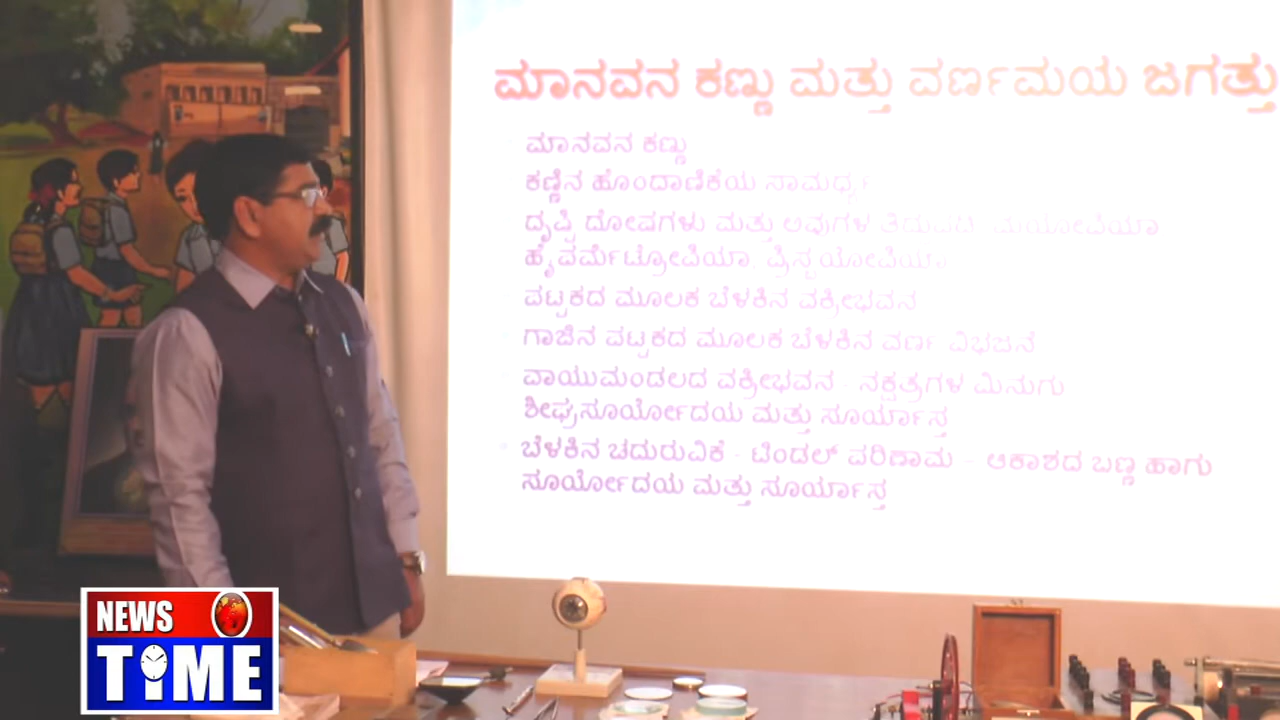 ಮಾನವನ ಕಣ್ಣು ಮತ್ತು ವರ್ಣಮಯ ಜಗತ್ತು
ಮಾನವನ ಕಣ್ಣು
ಕಣ್ಣಿನ ಹೊಂದಾಣಿಕೆಯ ಸಾಮರ್ಥ್ಯ
ದೃಷ್ಟಿ ದೋಷಗಳು ಮತ್ತು ಅವುಗಳ ತಿದ್ದುಪಡಿ ಮಯೋಪಿಯಾ
ಹೈಪರ್ಮೆಟ್ರೋಪಿಯಾ, ಪ್ರಿಸ್ಬಯೋಪಿಯಾ
ಪಟ್ಟಕದ ಮೂಲಕ ಬೆಳಕಿನ ವಕ್ರೀಭವನ
ಗಾಜಿನ ಪಟ್ಟಕದ ಮೂಲಕ ಬೆಳಕಿನ ವರ್ಣ ವಿಭಜನೆ
ವಾಯುಮಂಡಲದ ವಕ್ರೀಭವನ - ನಕ್ಷತ್ರಗಳ ಮಿನುಗು
ಶೀಘ್ರಸೂರ್ಯೋದಯ ಮತ್ತು ಸೂರ್ಯಾಸ್ತ
ಬೆಳಕಿನ ಚದುರುವಿಕೆ - ಟಿಂಡಲ್ ಪರಿಣಾಮ - ಆಕಾಶದ ಬಣ್ಣ ಹಾಗು
ಸೂರ್ಯೋದಯ ಮತ್ತು ಸೂರ್ಯಾಸ್ತ
NEWS
TIME